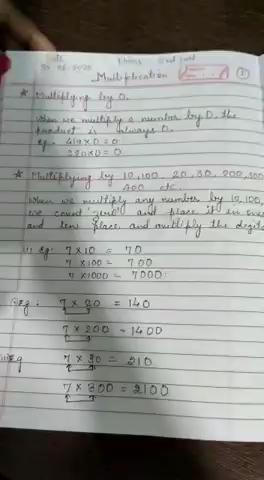 Multiplication
①
* Multiplying by 0.
When we multiply a number by 0, the
product is always 0.
eg. 419×0=0
220×0=0
* Multiplying by 10,100 20, 30, 200, 300
400 etc.
When we multiply any number by 10, 100,
we count 'zero' and place it in ones
and tens place, and multiply the digits
eg: 7×10 = 70
7 × 100 = 700
7 × 1000 = 7000
eg: 7 × 20 = 140
7 × 200 = 1400
eg 7 × 30 = 210
7 × 300 = 2100